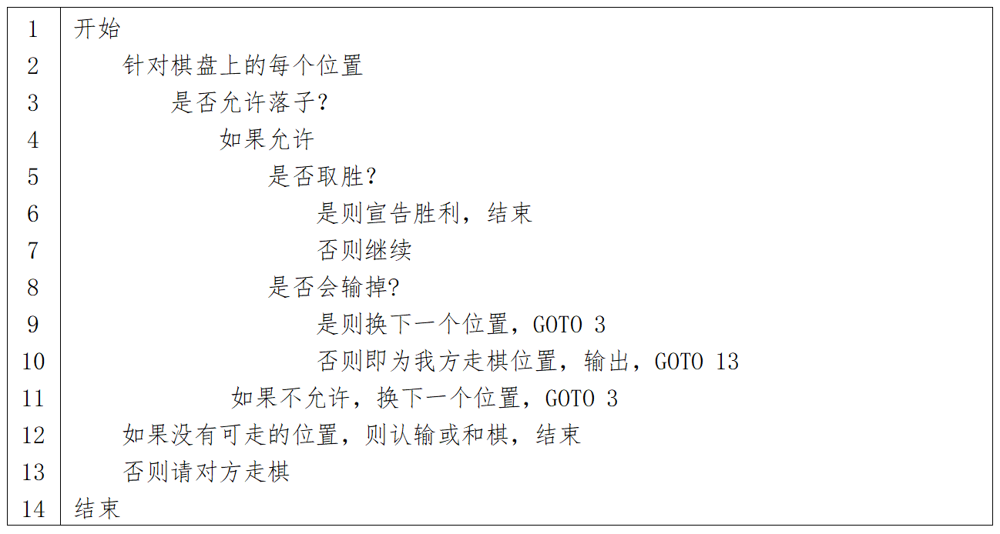 1 开始
2 针对棋盘上的每个位置
3 是否允许落子？
4 如果允许
5 是否取胜？
6 是则宣告胜利，结束
7 否则继续
8 是否会输掉?
9 是则换下一个位置，GOTO 3
10 否则即为我方走棋位置，输出，GOTO 13
11 如果不允许，换下一个位置，GOTO 3
12 如果没有可走的位置，则认输或和棋，结束
13 否则请对方走棋
14 结束